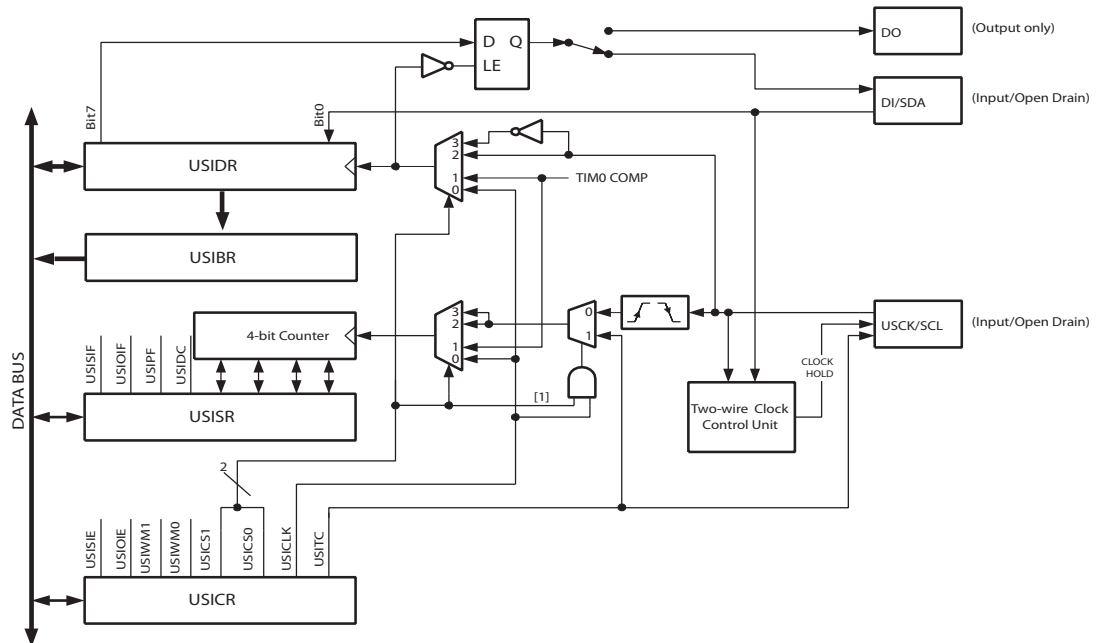 DO
(Output only)
D Q
LE
DI/SDA
(Input/Open Drain)
Bit7
Bit0
3
2
1
0
TIM0 COMP
USIDR
USIBR
DATA BUS
3
2
1
0
0
1
USCK/SCL
(Input/Open Drain)
4-bit Counter
USISIF
USIOIF
USIPF
USIDC
CLOCK
HOLD
[1]
USISR
Two-wire Clock
Control Unit
2
USISIE
USIOIE
USIWM1
USIWM0
USICS1
USICS0
USICLK
USITC
USICR